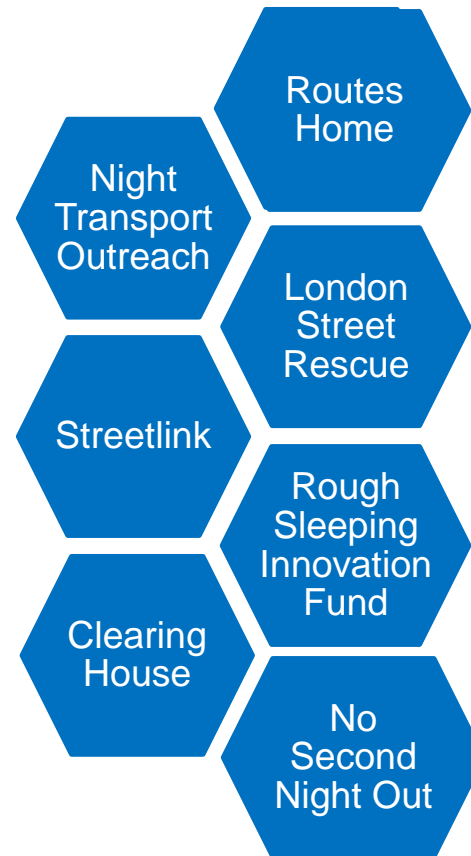 Routes
Home
Night
Transport
Outreach
London
Street
Rescue
Streetlink
Rough
Sleeping
Innovation
Fund
Clearing
House
No
Second
Night Out